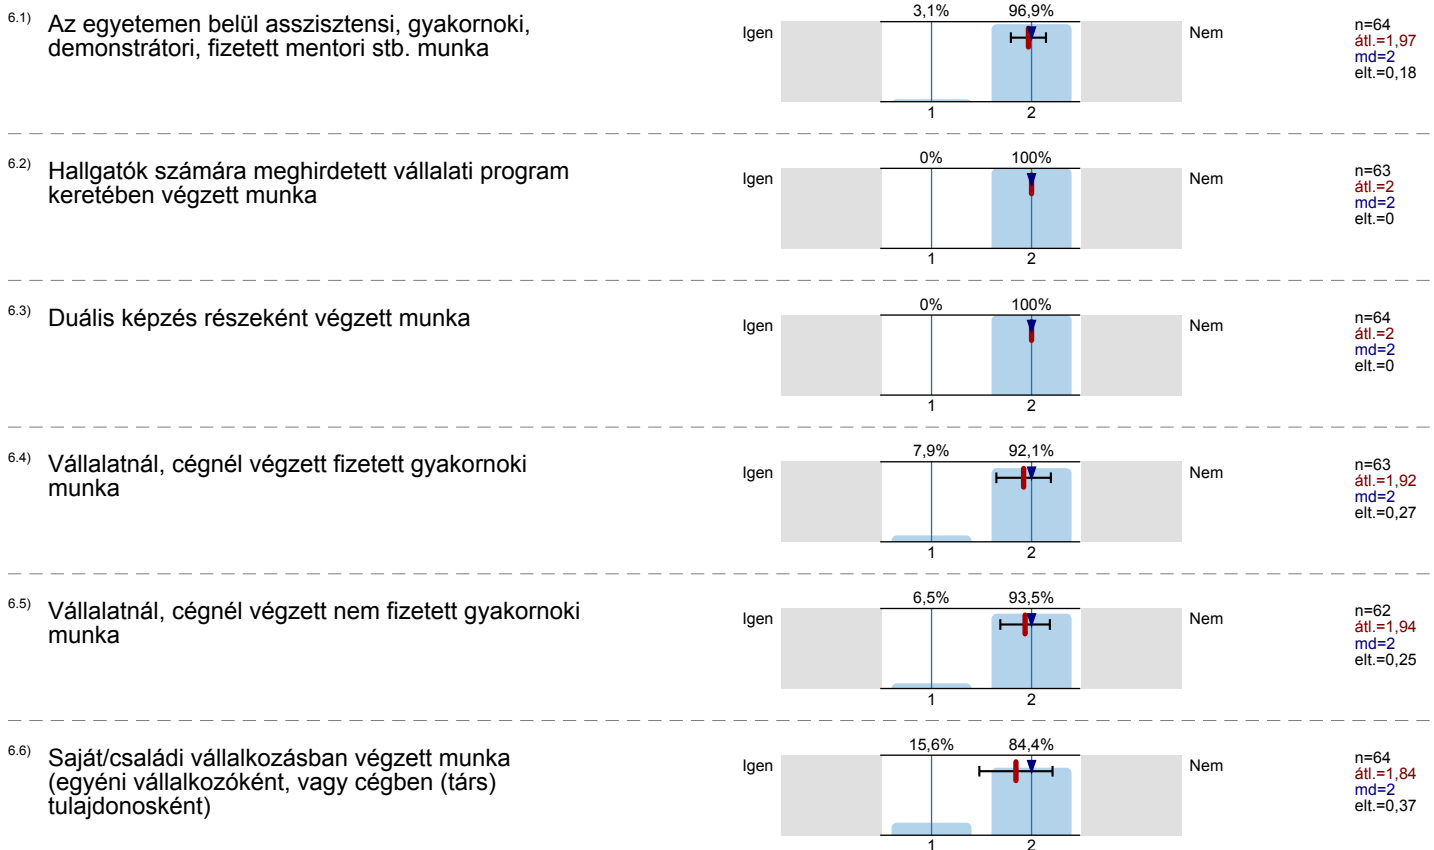 6.1) Az egyetemen belül asszisztensi, gyakornoki,
demonstrátori, fizetett mentori stb. munka
Igen
3,1% 96,9%
1 2
Nem
n=64
átl.=1,97
md=2
elt.=0,18
6.2) Hallgatók számára meghirdetett vállalati program
keretében végzett munka
Igen
0% 100%
1 2
Nem
n=63
átl.=2
md=2
elt.=0
6.3) Duális képzés részeként végzett munka
Igen
0% 100%
1 2
Nem
n=64
átl.=2
md=2
elt.=0
6.4) Vállalatnál, cégnél végzett fizetett gyakornoki
munka
Igen
7,9% 92,1%
1 2
Nem
n=63
átl.=1,92
md=2
elt.=0,27
6.5) Vállalatnál, cégnél végzett nem fizetett gyakornoki
munka
Igen
6,5% 93,5%
1 2
Nem
n=62
átl.=1,94
md=2
elt.=0,25
6.6) Saját/családi vállalkozásban végzett munka
(egyéni vállalkozóként, vagy cégben (társ)
tulajdonosként)
Igen
15,6% 84,4%
1 2
Nem
n=64
átl.=1,84
md=2
elt.=0,37